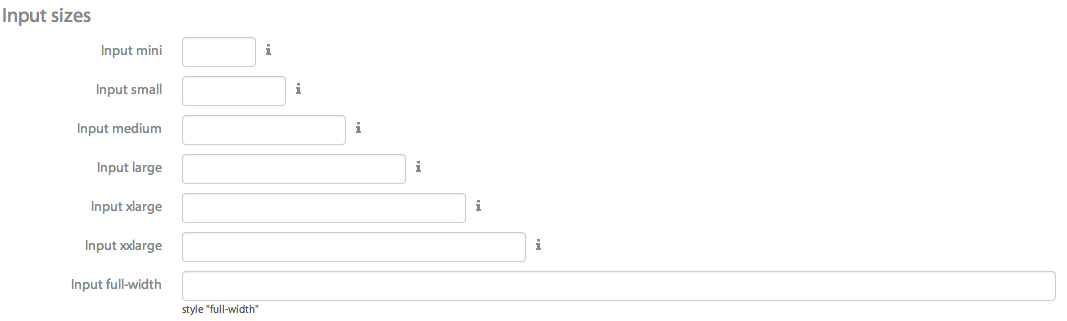 Input sizes
Input mini
Input small
Input medium
Input large
Input xlarge
Input xxlarge
Input full-width
style "full-width"